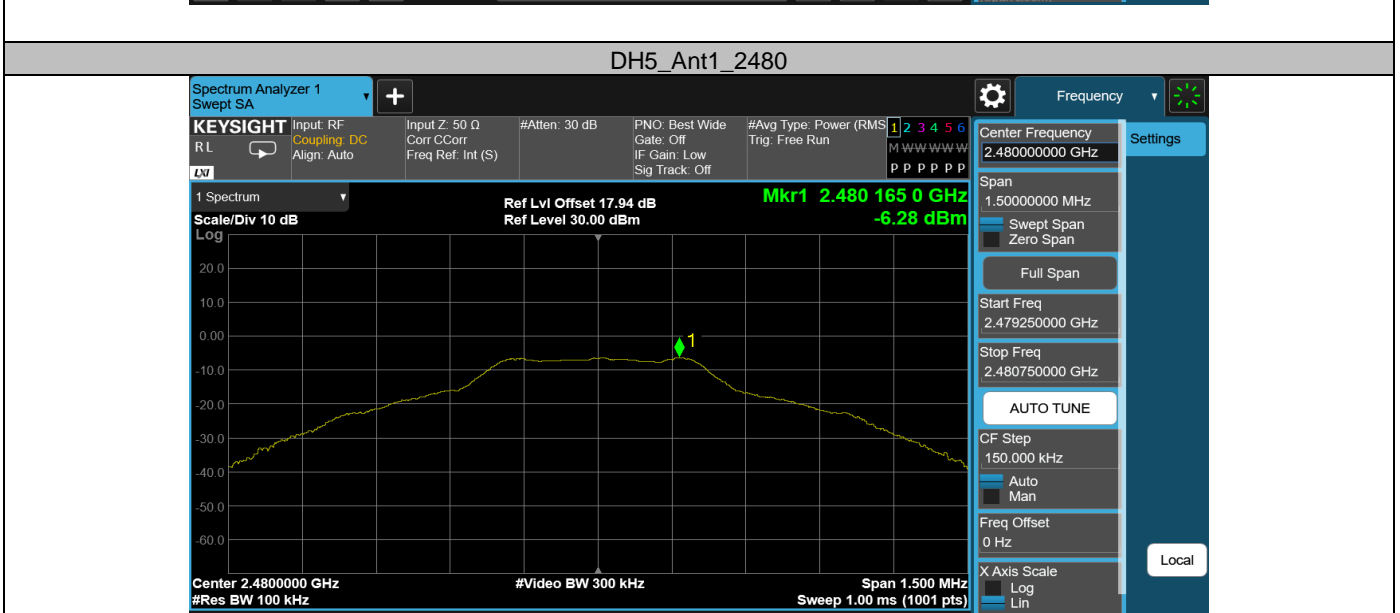 DH5_Ant1_2480
Spectrum Analyzer 1
Swept SA
+
Frequency
KEYSIGHT
R L
LXI
Input: RF
Coupling: DC
Align: Auto
Input Z: 50 Ω
Corr CCorr
Freq Ref: Int (S)
#Atten: 30 dB
PNO: Best Wide
Gate: Off
IF Gain: Low
Sig Track: Off
#Avg Type: Power (RMS
Trig: Free Run
1 2 3 4 5 6
M W W W W W
P P P P P P
Center Frequency
2.480000000 GHz
Settings
Span
1.50000000 MHz
Swept Span
Zero Span
Full Span
Start Freq
2.479250000 GHz
Stop Freq
2.480750000 GHz
AUTO TUNE
CF Step
150.000 kHz
Auto
Man
Freq Offset
0 Hz
X Axis Scale
Log
Lin
Local
1 Spectrum
Scale/Div 10 dB
Ref Lvl Offset 17.94 dB
Ref Level 30.00 dBm
Mkr1 2.480 165 0 GHz
-6.28 dBm
Log
20.0
10.0
0.00
-10.0
-20.0
-30.0
-40.0
-50.0
-60.0
1
Center 2.4800000 GHz
#Res BW 100 kHz
#Video BW 300 kHz
Span 1.500 MHz
Sweep 1.00 ms (1001 pts)